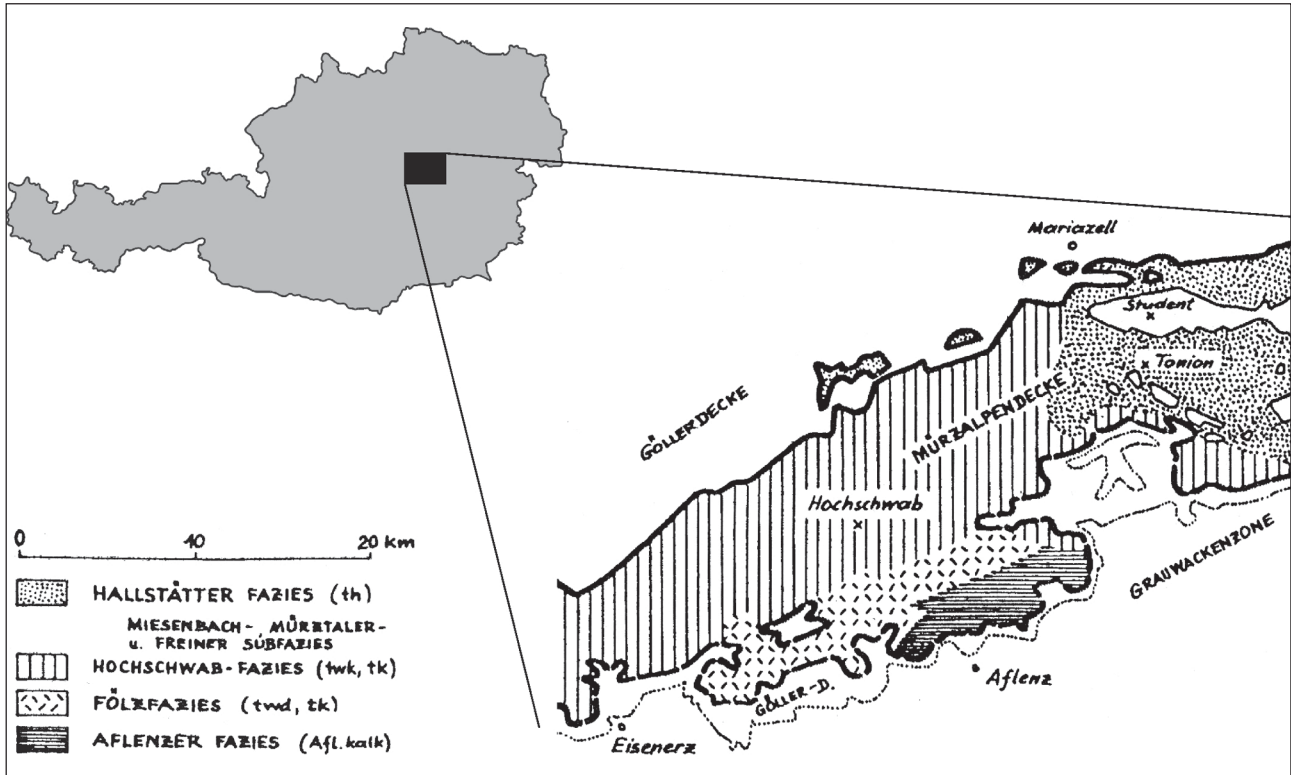 Mariazell
Student
Tonion
MÜRZALPENDECKE
GÖLLERDECKE
Hochschwab
GRAUWACKENZONE
Aflenz
GÖLLER-D.
Eisenerz
0 10 20 km
HALLSTÄTTER FAZIES (th)
MIESENBACH- MÜRZTALER-
u. FREINER SUBFAZIES
HOCHSCHWAB-FAZIES (twk, tk)
FÖLZFAZIES (twd, tk)
AFLENZER FAZIES (Afl.kalk)